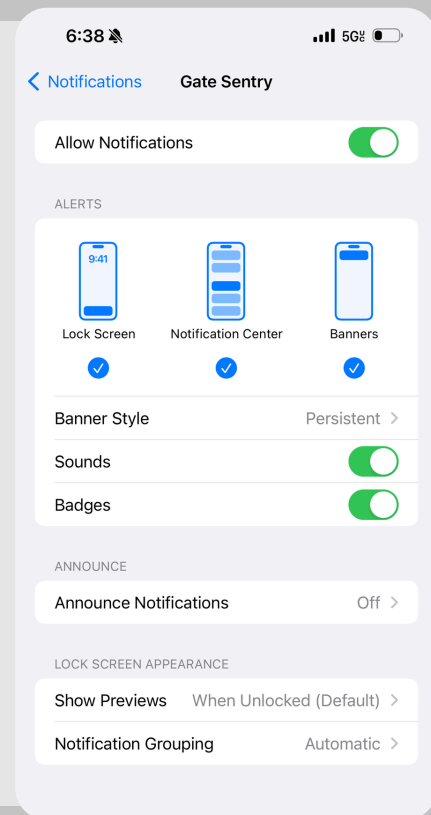 6:38
5G
Notifications
Gate Sentry
Allow Notifications
ALERTS
9:41
Lock Screen
Notification Center
Banners
Banner Style
Persistent
Sounds
Badges
ANNOUNCE
Announce Notifications
Off
LOCK SCREEN APPEARANCE
Show Previews
When Unlocked (Default)
Notification Grouping
Automatic